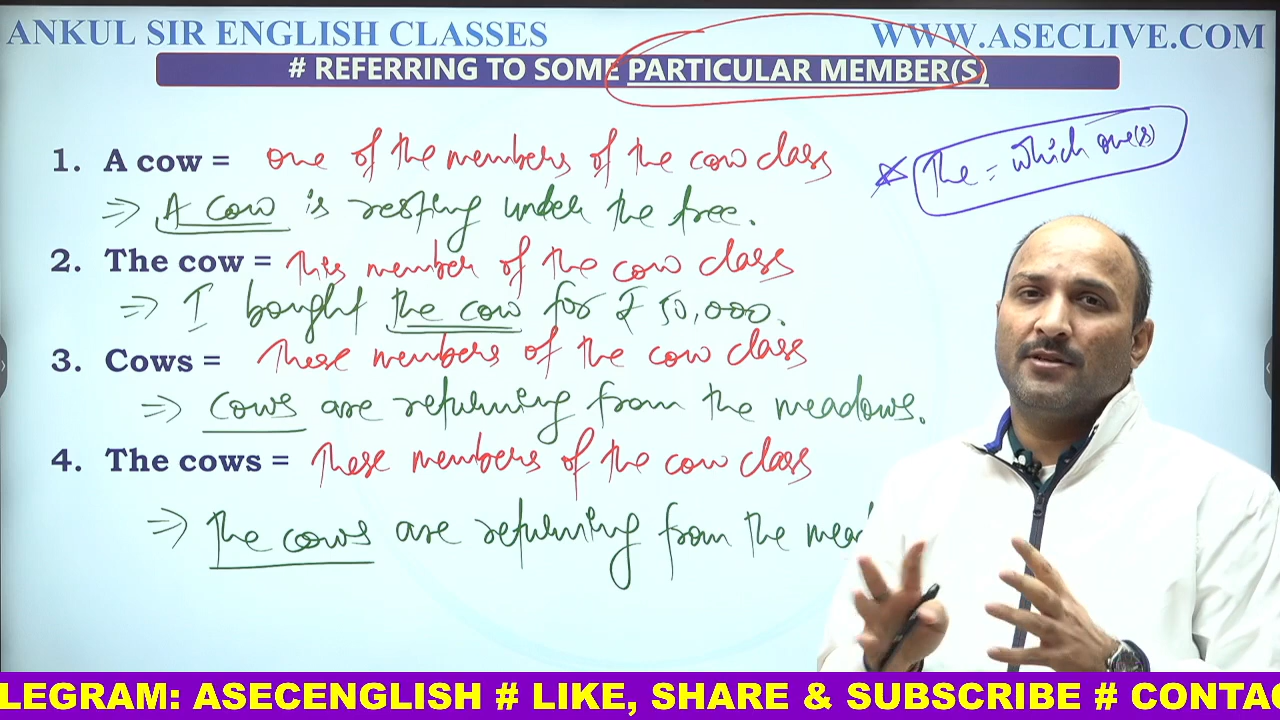 ANKUL SIR ENGLISH CLASSES WWW.ASECLIVE.COM
# REFERRING TO SOME PARTICULAR MEMBER(S)
* The = which one(s)
1. A cow = one of the members of the cow class
⇒ A cow is resting under the tree.
2. The cow = This member of the cow class
⇒ I bought the cow for ₹ 50,000.
3. Cows = These members of the cow class
⇒ Cows are returning from the meadows.
4. The cows = These members of the cow class
⇒ The cows are returning from the mead
LEGRAM: ASECENGLISH # LIKE, SHARE & SUBSCRIBE # CONTAC